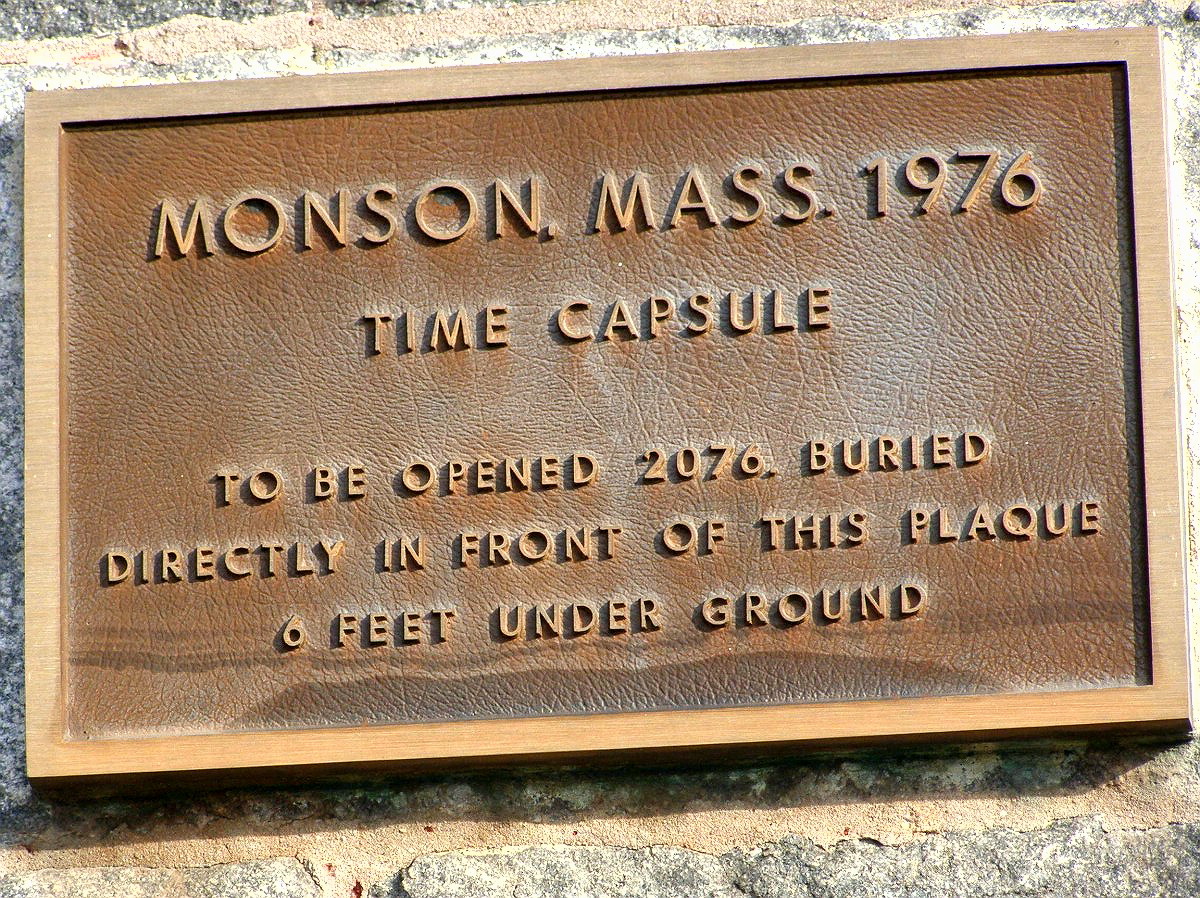 MONSON, MASS. 1976
TIME CAPSULE
TO BE OPENED 2076. BURIED
DIRECTLY IN FRONT OF THIS PLAQUE
6 FEET UNDER GROUND